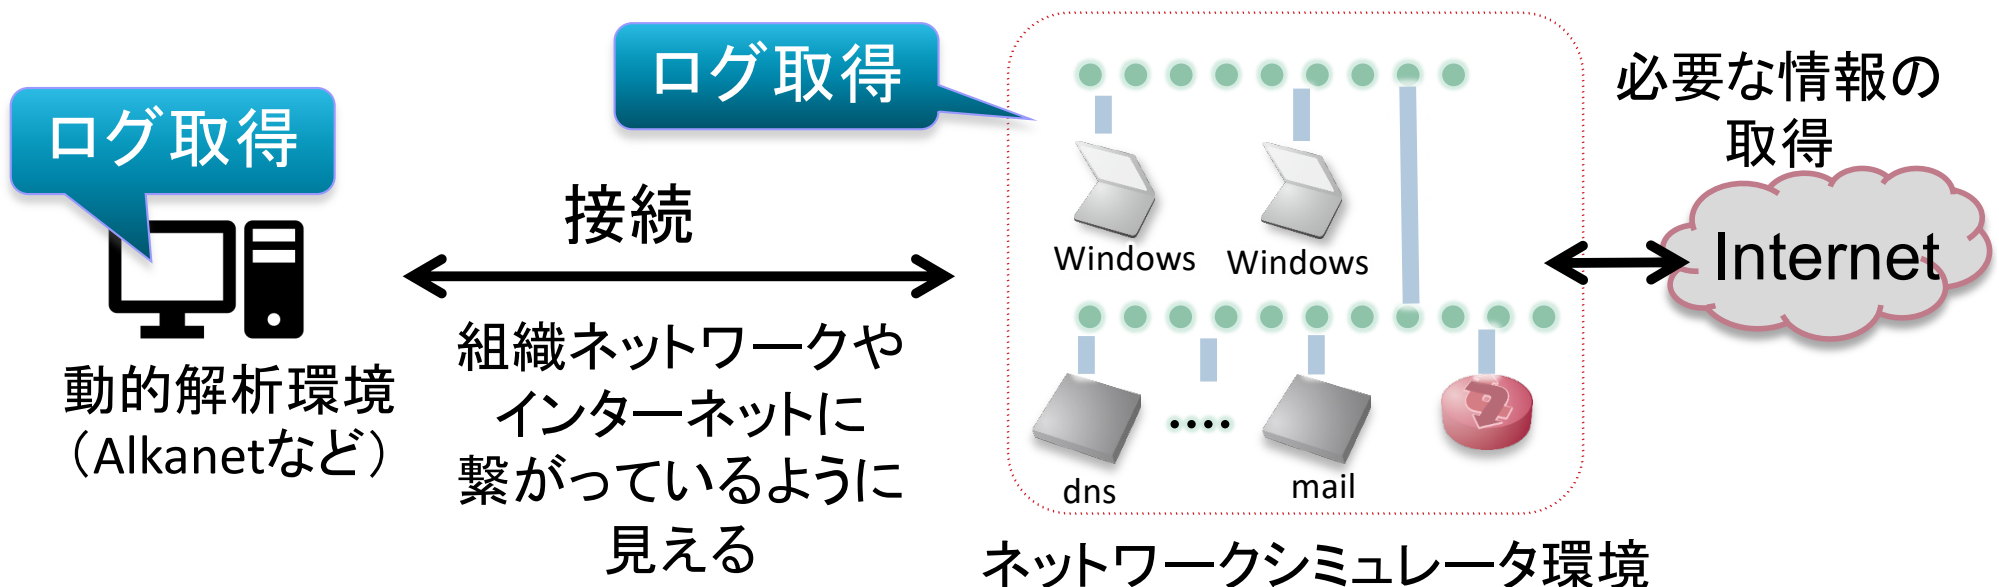 ログ取得
動的解析環境
（Alkanetなど）
接続
組織ネットワークや
インターネットに
繋がっているように
見える
ログ取得
Windows
Windows
dns
....
mail
ネットワークシミュレータ環境
必要な情報の
取得
Internet